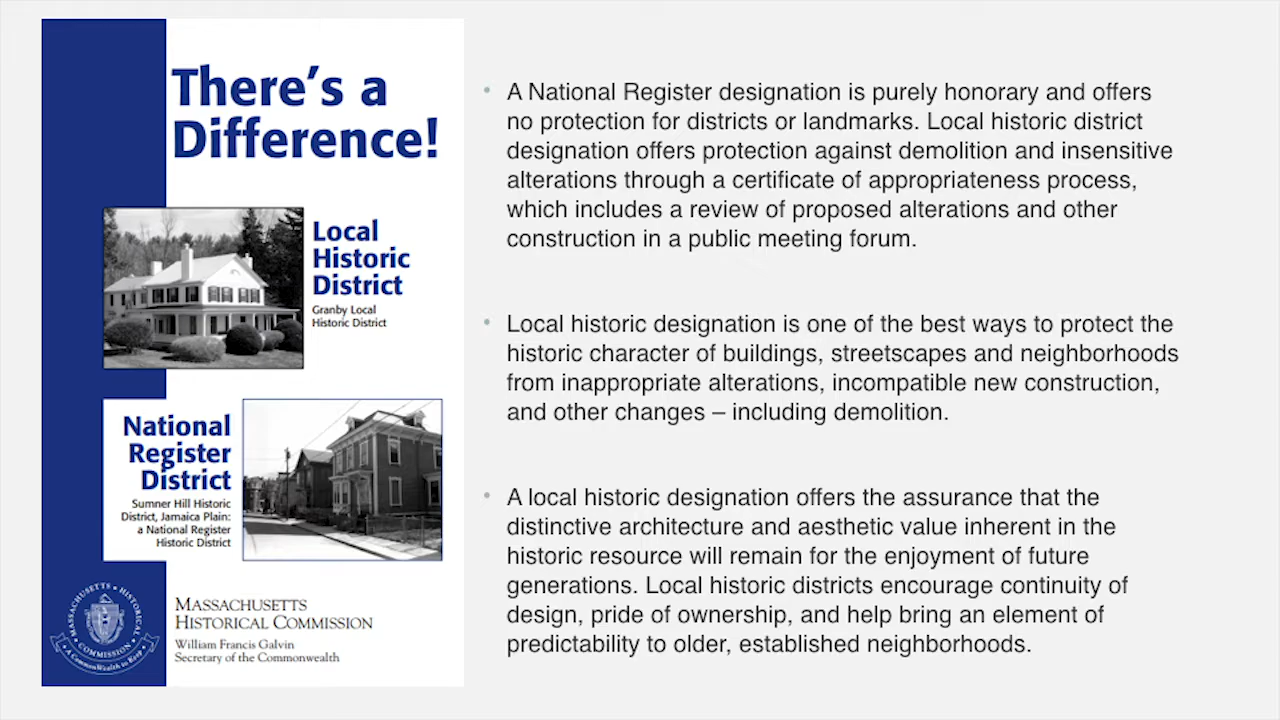 There's a
Difference!
Local
Historic
District
Granby Local
Historic District
National
Register
District
Sumner Hill Historic
District, Jamaica Plain:
a National Register
Historic District
MASSACHUSETTS • HISTORICAL
COMMISSION
A CommonWealth to Keep
MASSACHUSETTS
HISTORICAL COMMISSION
William Francis Galvin
Secretary of the Commonwealth
• A National Register designation is purely honorary and offers
no protection for districts or landmarks. Local historic district
designation offers protection against demolition and insensitive
alterations through a certificate of appropriateness process,
which includes a review of proposed alterations and other
construction in a public meeting forum.
• Local historic designation is one of the best ways to protect the
historic character of buildings, streetscapes and neighborhoods
from inappropriate alterations, incompatible new construction,
and other changes – including demolition.
• A local historic designation offers the assurance that the
distinctive architecture and aesthetic value inherent in the
historic resource will remain for the enjoyment of future
generations. Local historic districts encourage continuity of
design, pride of ownership, and help bring an element of
predictability to older, established neighborhoods.